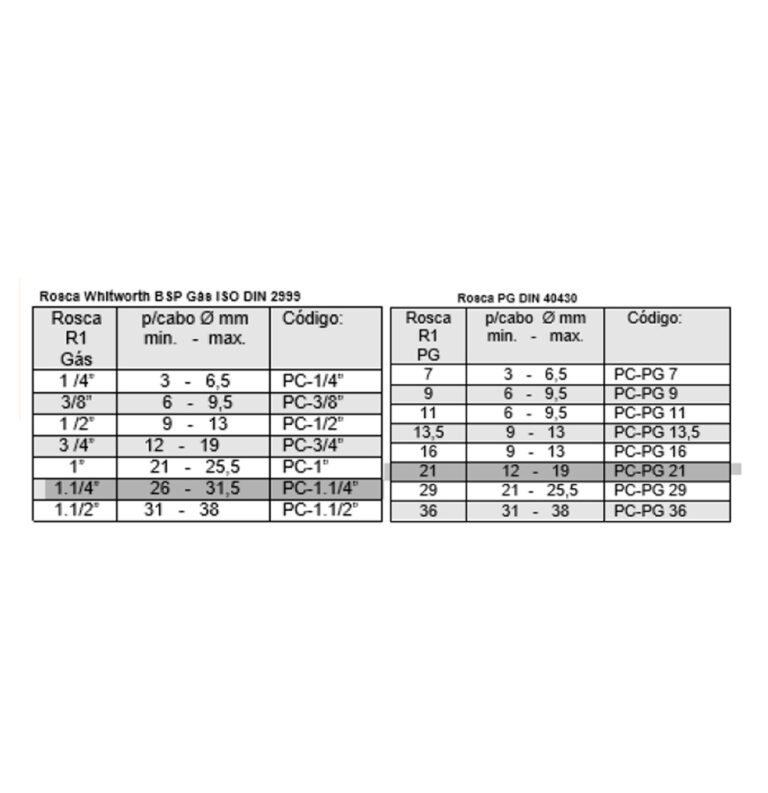 Rosca Whitworth BSP Gás ISO DIN 2999
Rosca p/cabo Ø mm Código:
R1 min. - max.
Gás
1 /4” 3 - 6,5 PC-1/4”
3/8” 6 - 9,5 PC-3/8”
1 /2” 9 - 13 PC-1/2”
3 /4” 12 - 19 PC-3/4”
1” 21 - 25,5 PC-1”
1.1/4” 26 - 31,5 PC-1.1/4”
1.1/2” 31 - 38 PC-1.1/2”
Rosca PG DIN 40430
Rosca p/cabo Ø mm Código:
R1 min. - max.
PG
7 3 - 6,5 PC-PG 7
9 6 - 9,5 PC-PG 9
11 6 - 9,5 PC-PG 11
13,5 9 - 13 PC-PG 13,5
16 9 - 13 PC-PG 16
21 12 - 19 PC-PG 21
29 21 - 25,5 PC-PG 29
36 31 - 38 PC-PG 36